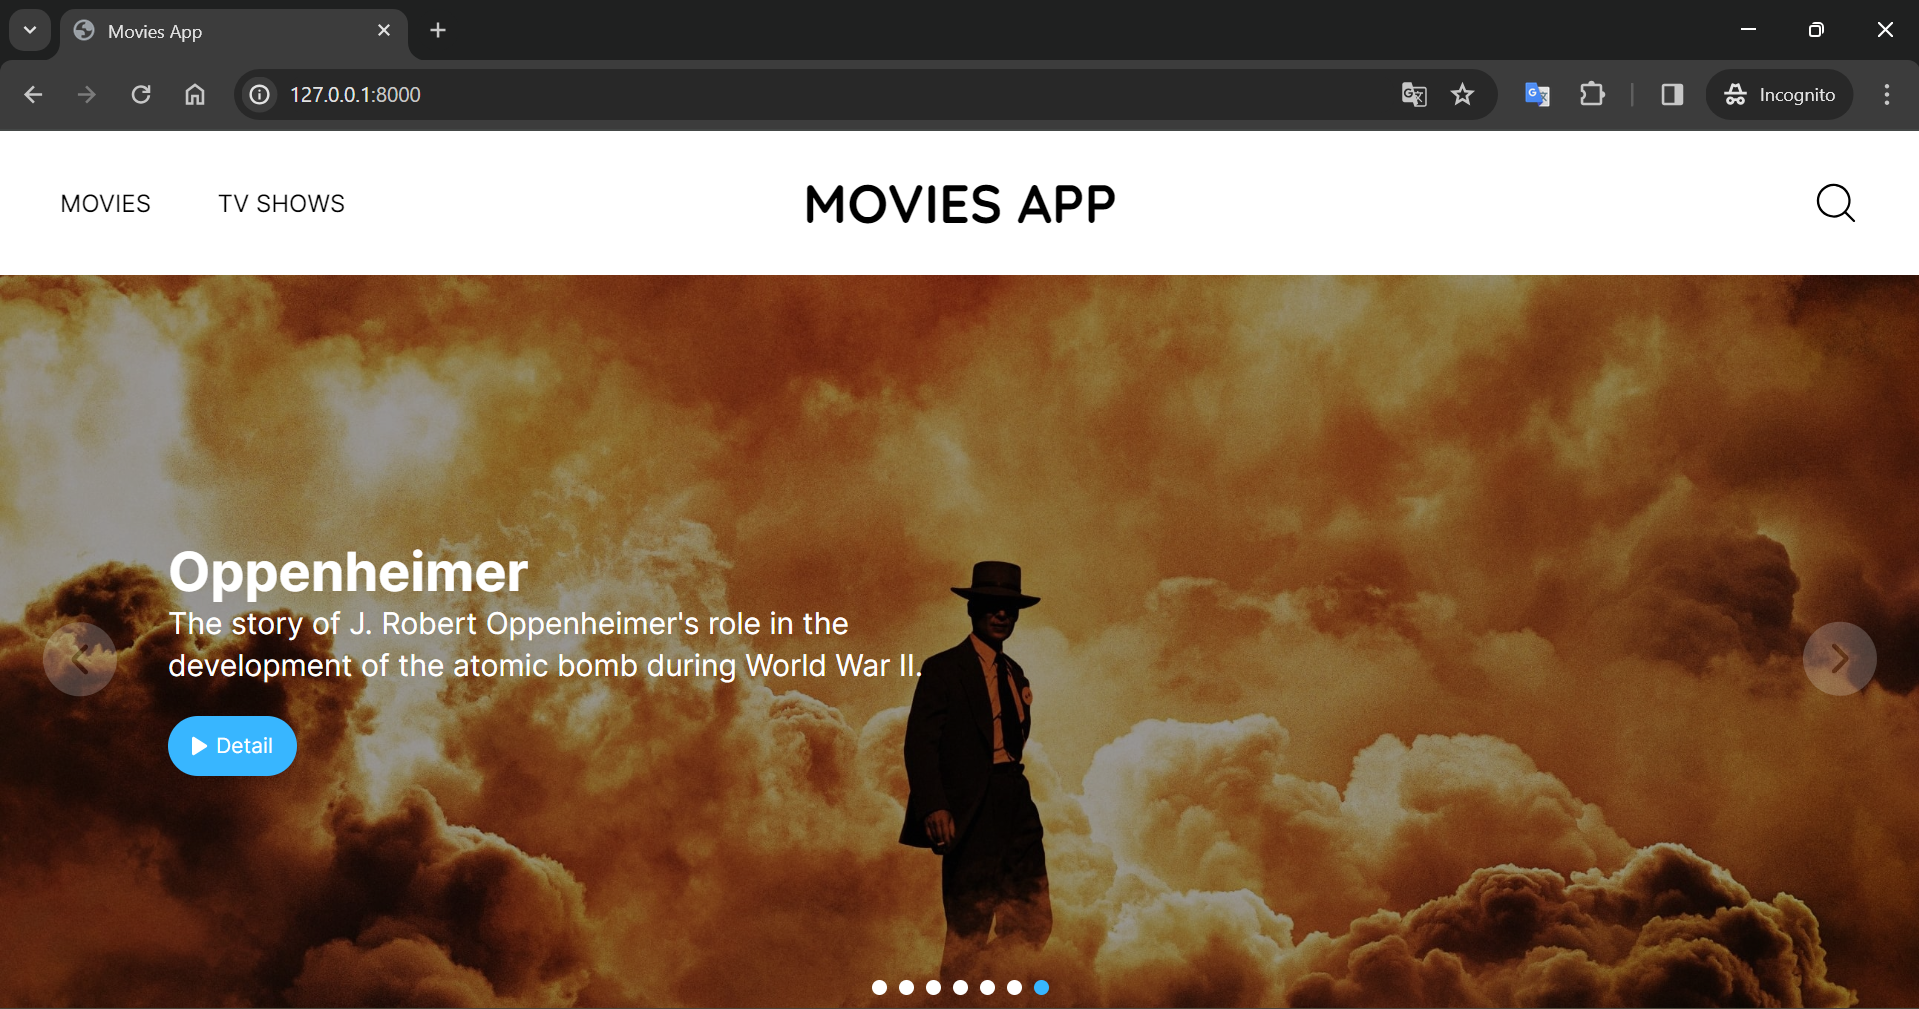 Movies App
127.0.0.1:8000
Incognito
MOVIES TV SHOWS MOVIES APP
Oppenheimer
The story of J. Robert Oppenheimer's role in the
development of the atomic bomb during World War II.
Detail